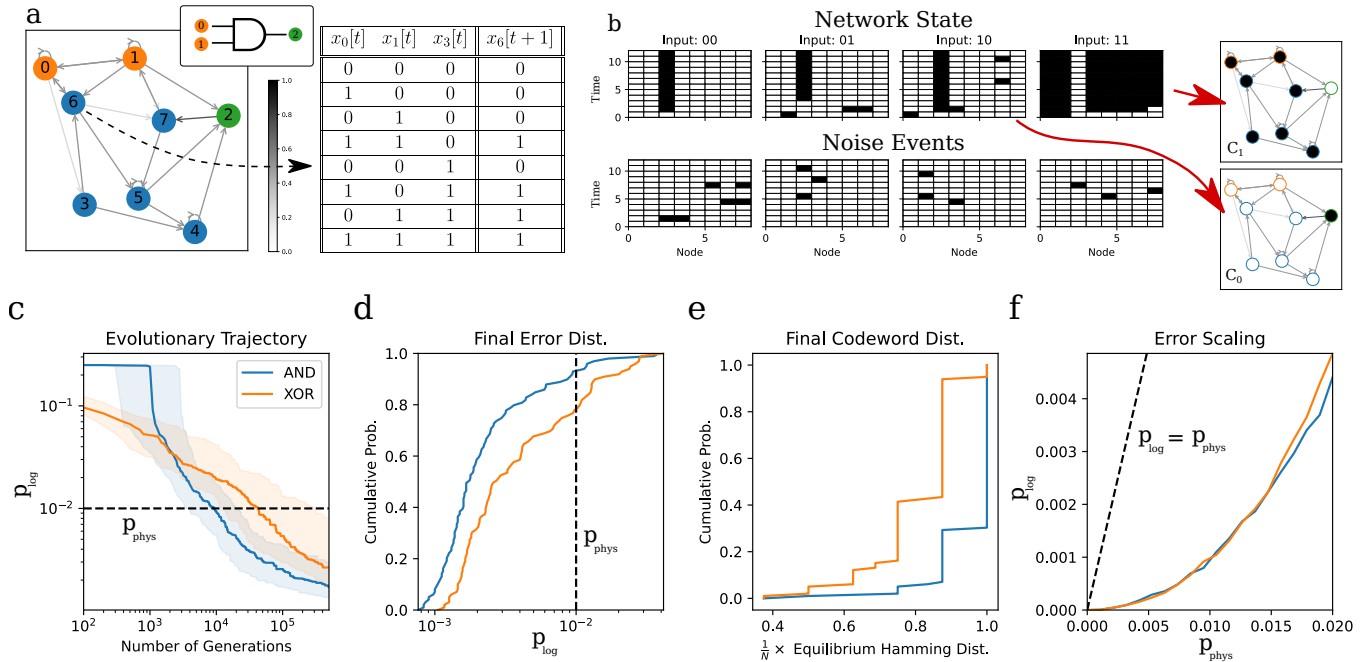 a
0
1
2
0
1
6
7
2
3
5
4
1.0
0.8
0.6
0.4
0.2
0.0
x0[t] x1[t] x3[t] x6[t + 1]
0 0 0 0
1 0 0 0
0 1 0 0
1 1 0 1
0 0 1 0
1 0 1 1
0 1 1 1
1 1 1 1
b
Network State
Input: 00 Input: 01 Input: 10 Input: 11
Time
10
5
0
Noise Events
Time
10
5
0
0 5 0 5 0 5 0 5
Node Node Node Node
C1
C0
c
Evolutionary Trajectory
AND
XOR
10^-1
10^-2
p_log
p_phys
10^2 10^3 10^4 10^5
Number of Generations
d
Final Error Dist.
Cumulative Prob.
1.0
0.8
0.6
0.4
0.2
0.0
p_phys
10^-3 10^-2
p_log
e
Final Codeword Dist.
Cumulative Prob.
1.0
0.8
0.6
0.4
0.2
0.0
0.4 0.6 0.8 1.0
1/N × Equilibrium Hamming Dist.
f
Error Scaling
p_log
0.004
0.003
0.002
0.001
0.000
p_log = p_phys
0.000 0.005 0.010 0.015 0.020
p_phys